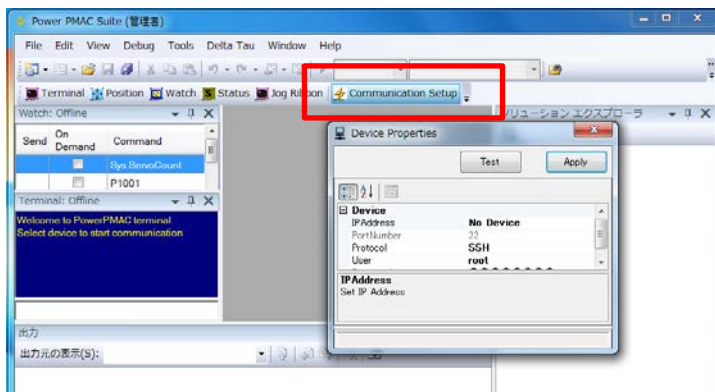 Power PMAC Suite (管理者)
File Edit View Debug Tools Delta Tau Window Help
Terminal Position Watch Status Jog Ribbon Communication Setup
Watch: Offline
ソリューション エクスプローラ
Send On Demand Command
Sys.ServoCount
P1001
Terminal: Offline
Welcome to PowerPMAC terminal
Select device to start communication
Device Properties
Test Apply
Device
IPAddress No Device
PortNumber 22
Protocol SSH
User root
IPAddress
Set IP Address
出力
出力元の表示(S):